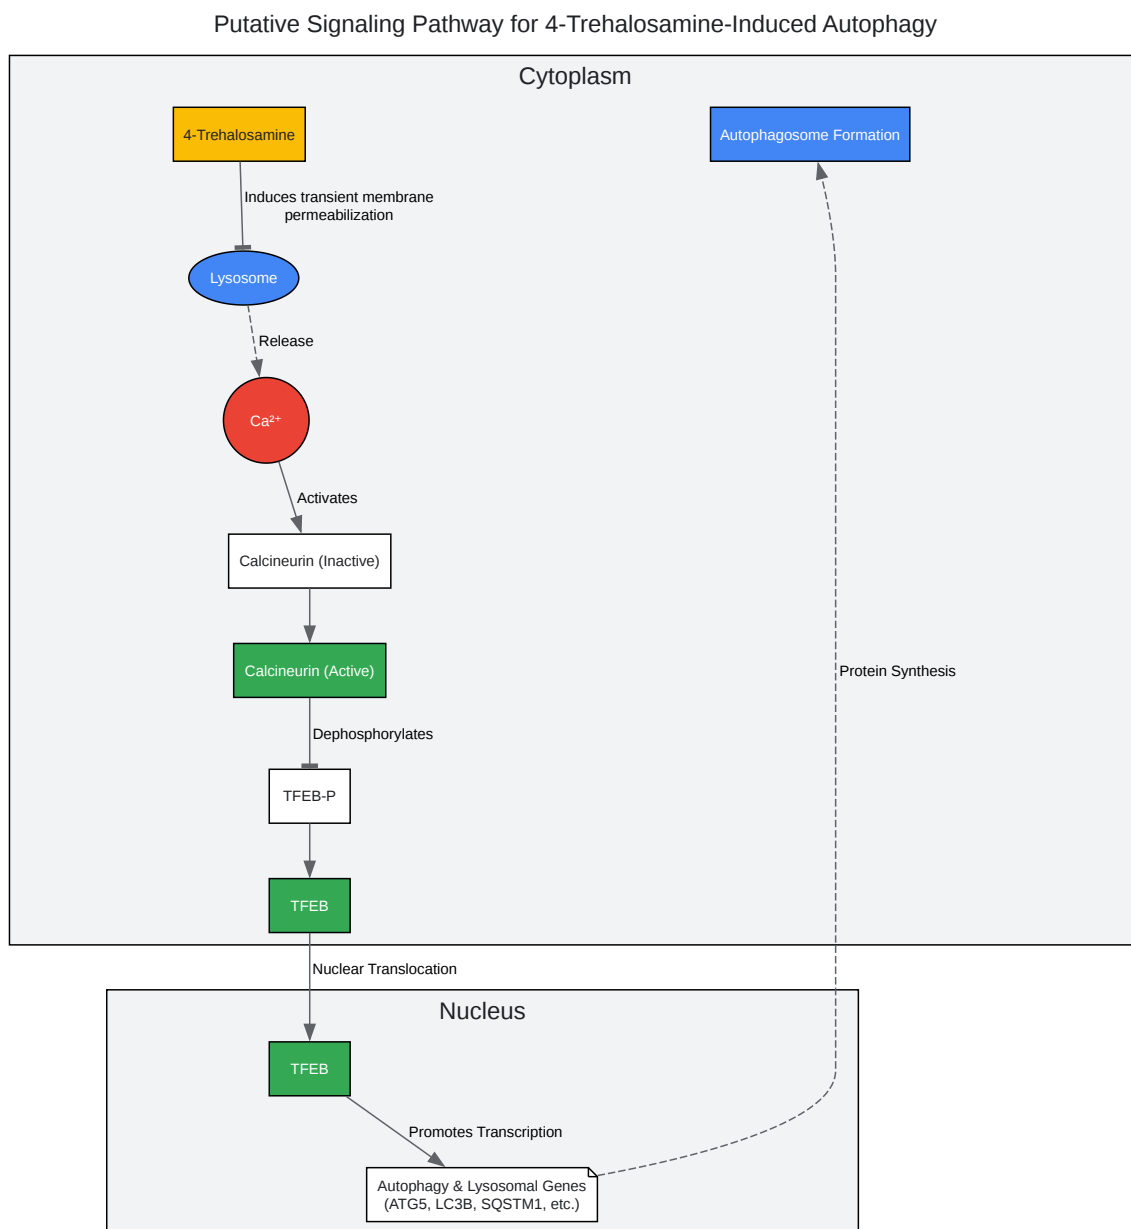 Putative Signaling Pathway for 4-Trehalosamine-Induced Autophagy
Cytoplasm
4-Trehalosamine
Autophagosome Formation
Induces transient membrane
permeabilization
Lysosome
Release
Ca²⁺
Activates
Calcineurin (Inactive)
Calcineurin (Active)
Protein Synthesis
Dephosphorylates
TFEB-P
TFEB
Nuclear Translocation
Nucleus
TFEB
Promotes Transcription
Autophagy & Lysosomal Genes
(ATG5, LC3B, SQSTM1, etc.)